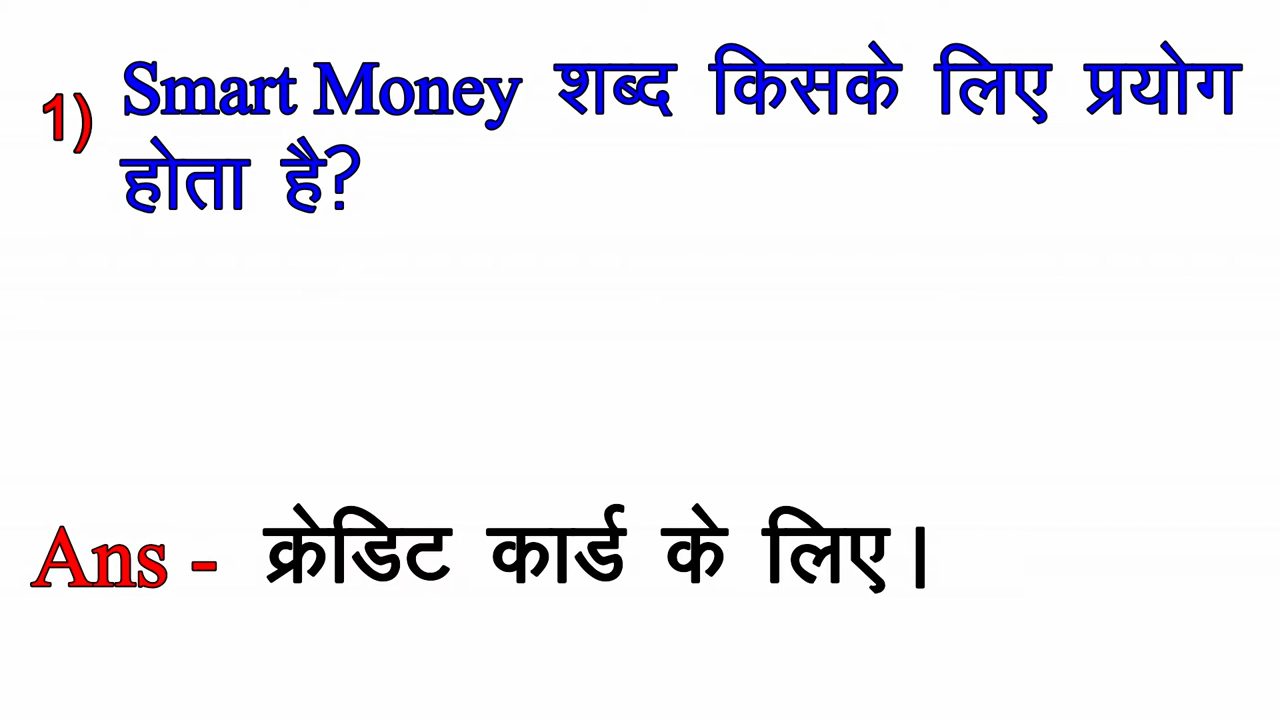 1) Smart Money शब्द किसके लिए प्रयोग
होता है?
Ans - क्रेडिट कार्ड के लिए।